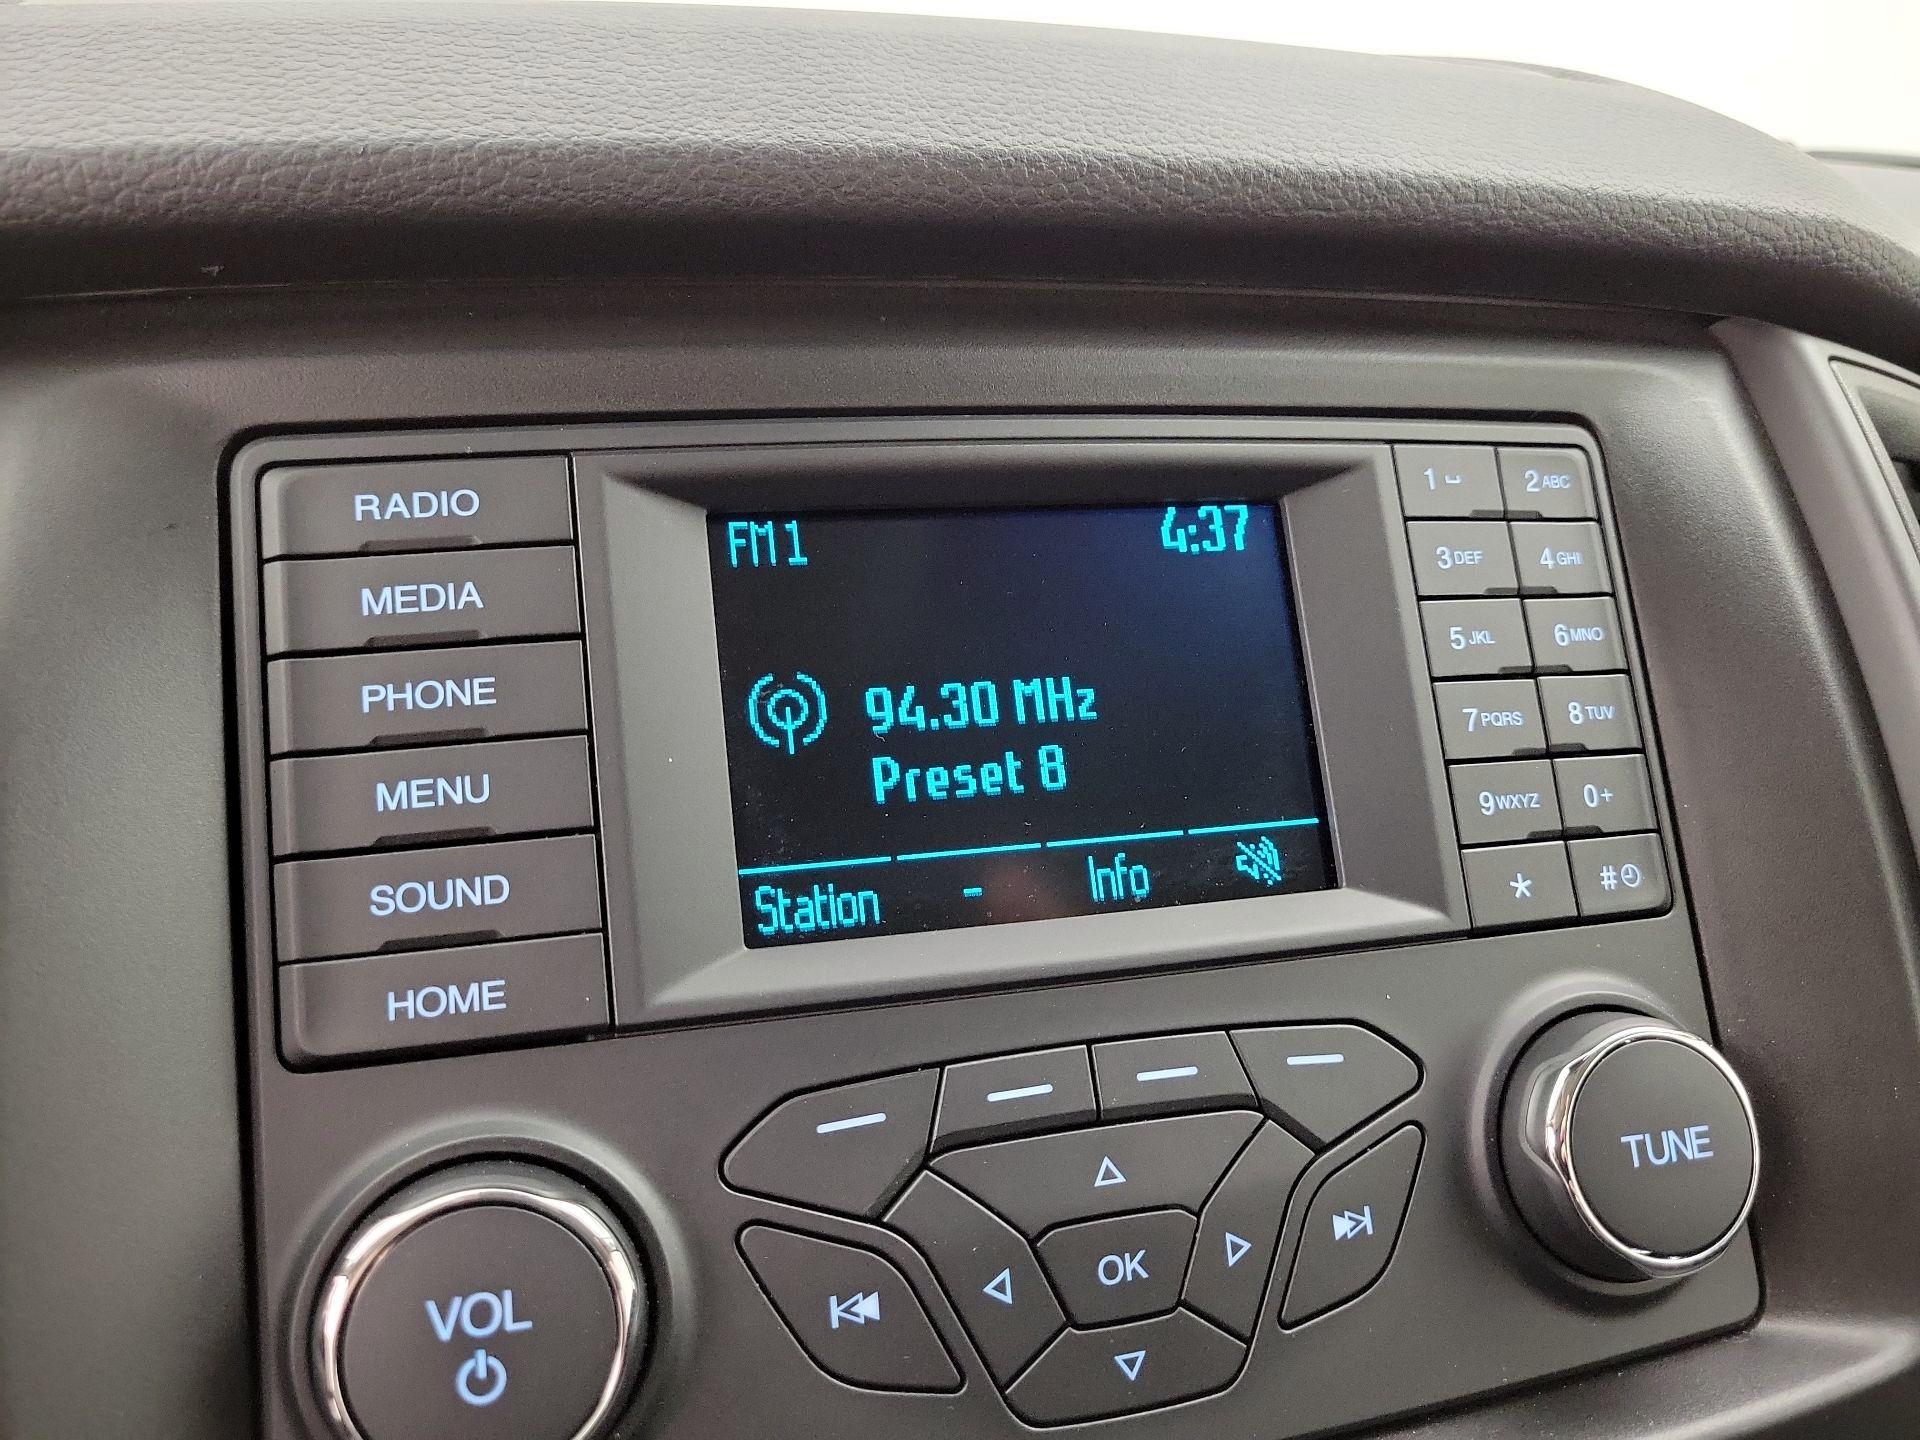 RADIO
MEDIA
PHONE
MENU
SOUND
HOME
FM1 4:37
94.30 MHz
Preset 8
Station - Info
1 2ABC
3DEF 4GHI
5JKL 6MNO
7PQRS 8TUV
9WXYZ 0+
* #
VOL
OK
TUNE